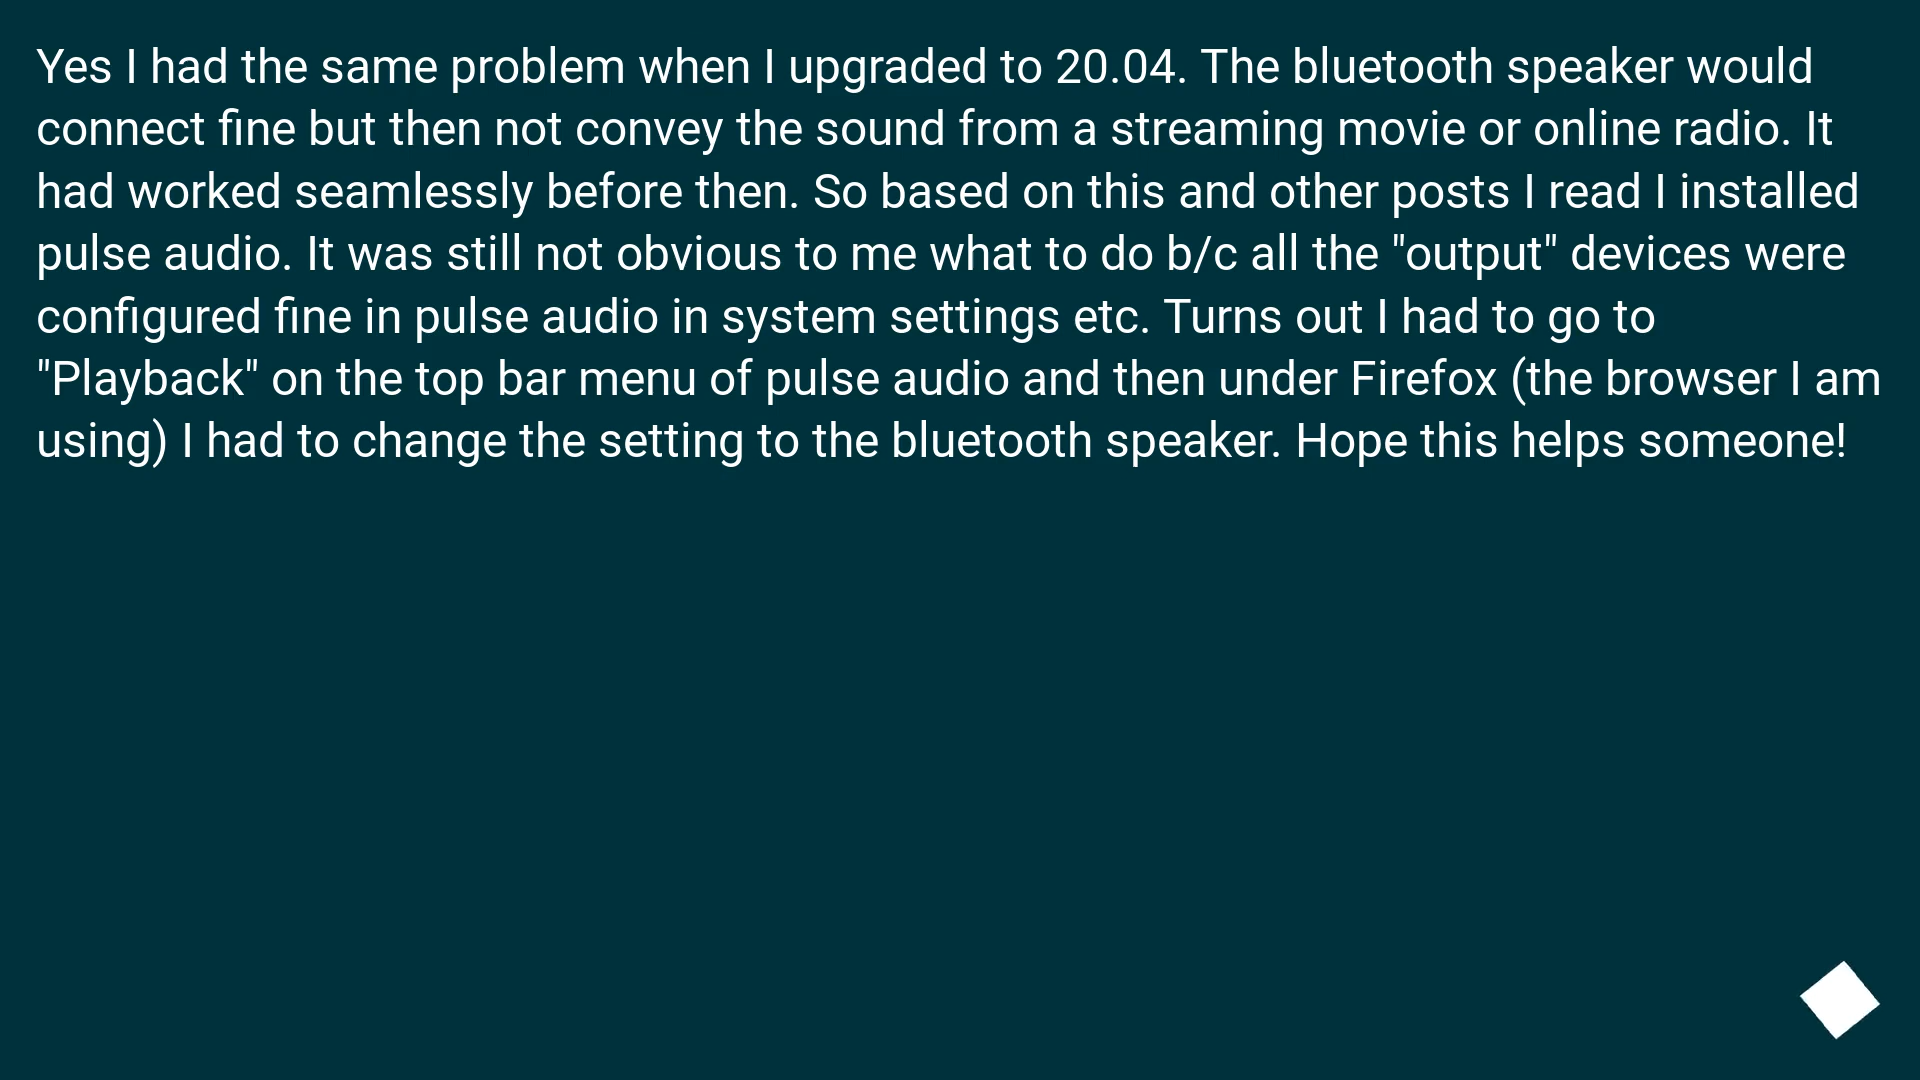 Yes I had the same problem when I upgraded to 20.04. The bluetooth speaker would
connect fine but then not convey the sound from a streaming movie or online radio. It
had worked seamlessly before then. So based on this and other posts I read I installed
pulse audio. It was still not obvious to me what to do b/c all the "output" devices were
configured fine in pulse audio in system settings etc. Turns out I had to go to
"Playback" on the top bar menu of pulse audio and then under Firefox (the browser I am
using) I had to change the setting to the bluetooth speaker. Hope this helps someone!